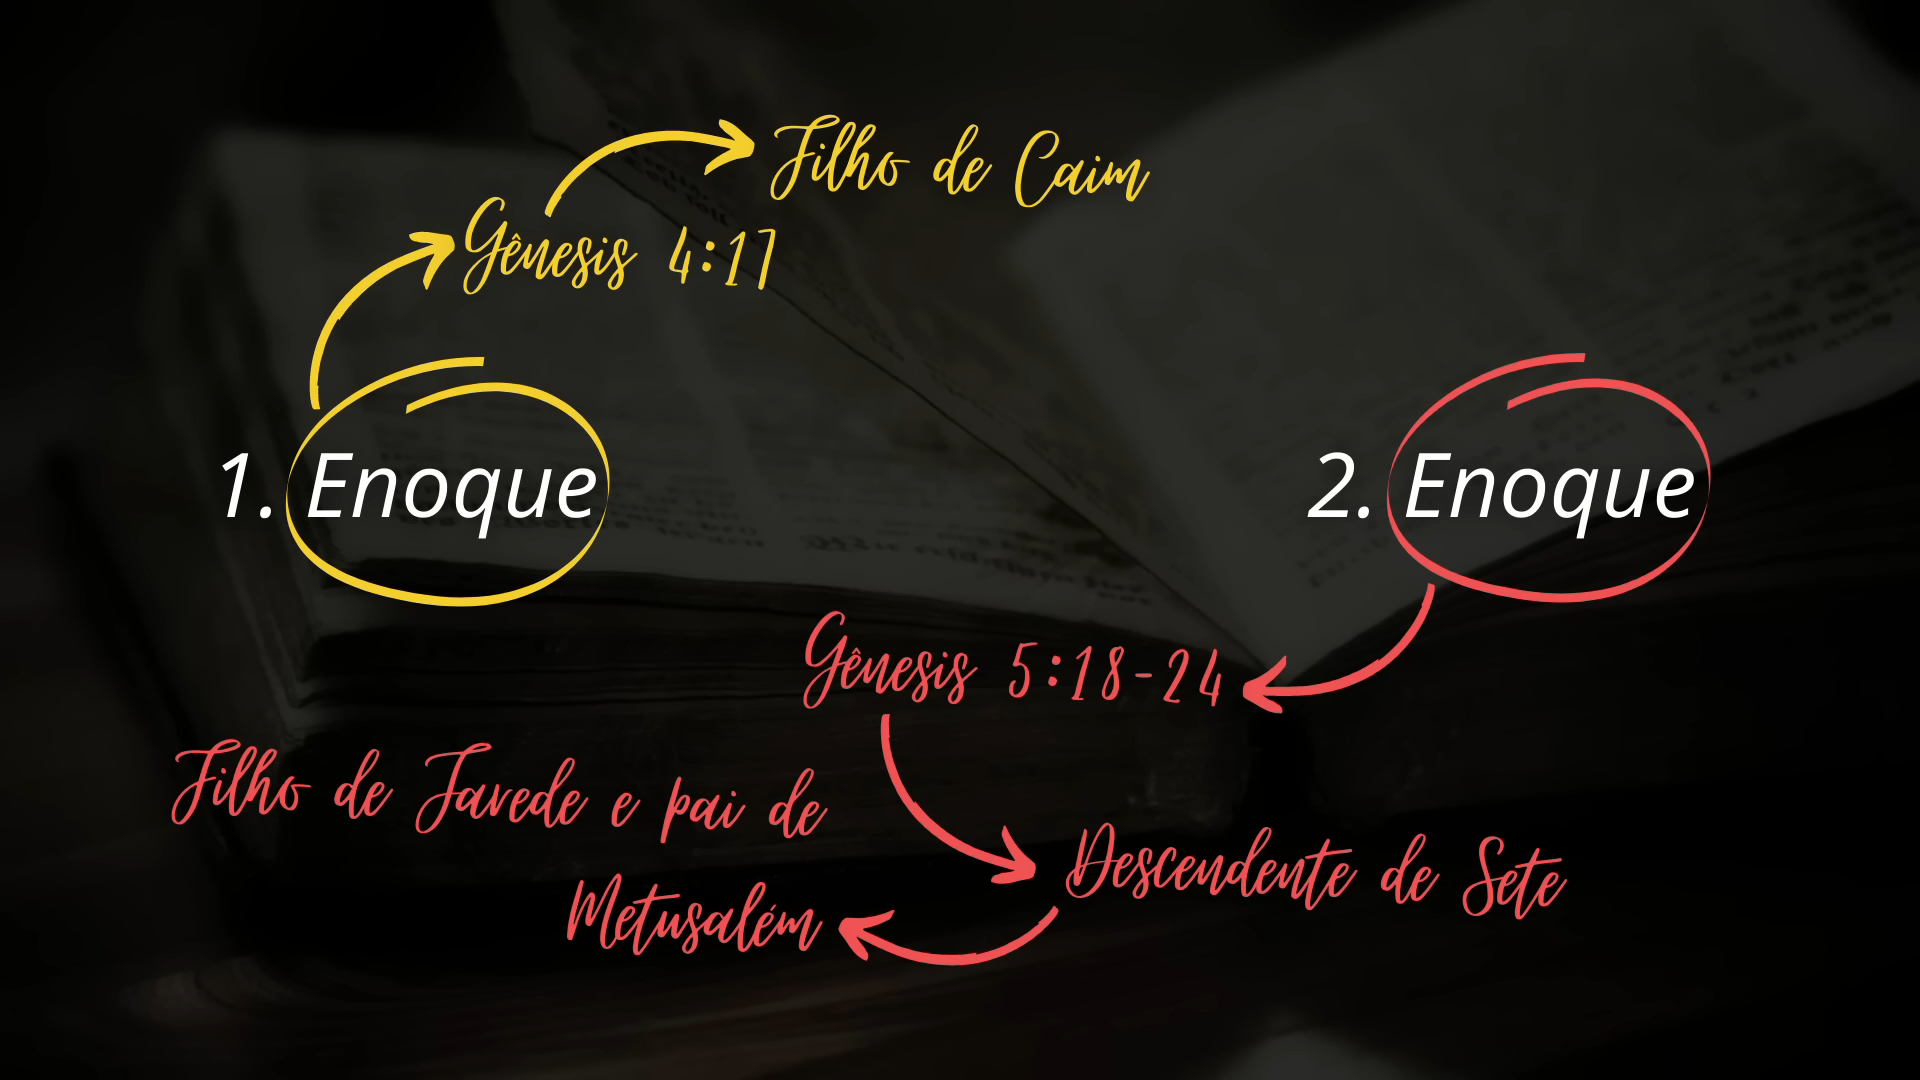 Filho de Caim
Gênesis 4:17
1. Enoque
2. Enoque
Gênesis 5:18-24
Descendente de Sete
Filho de Jarede e pai de
Metusalém